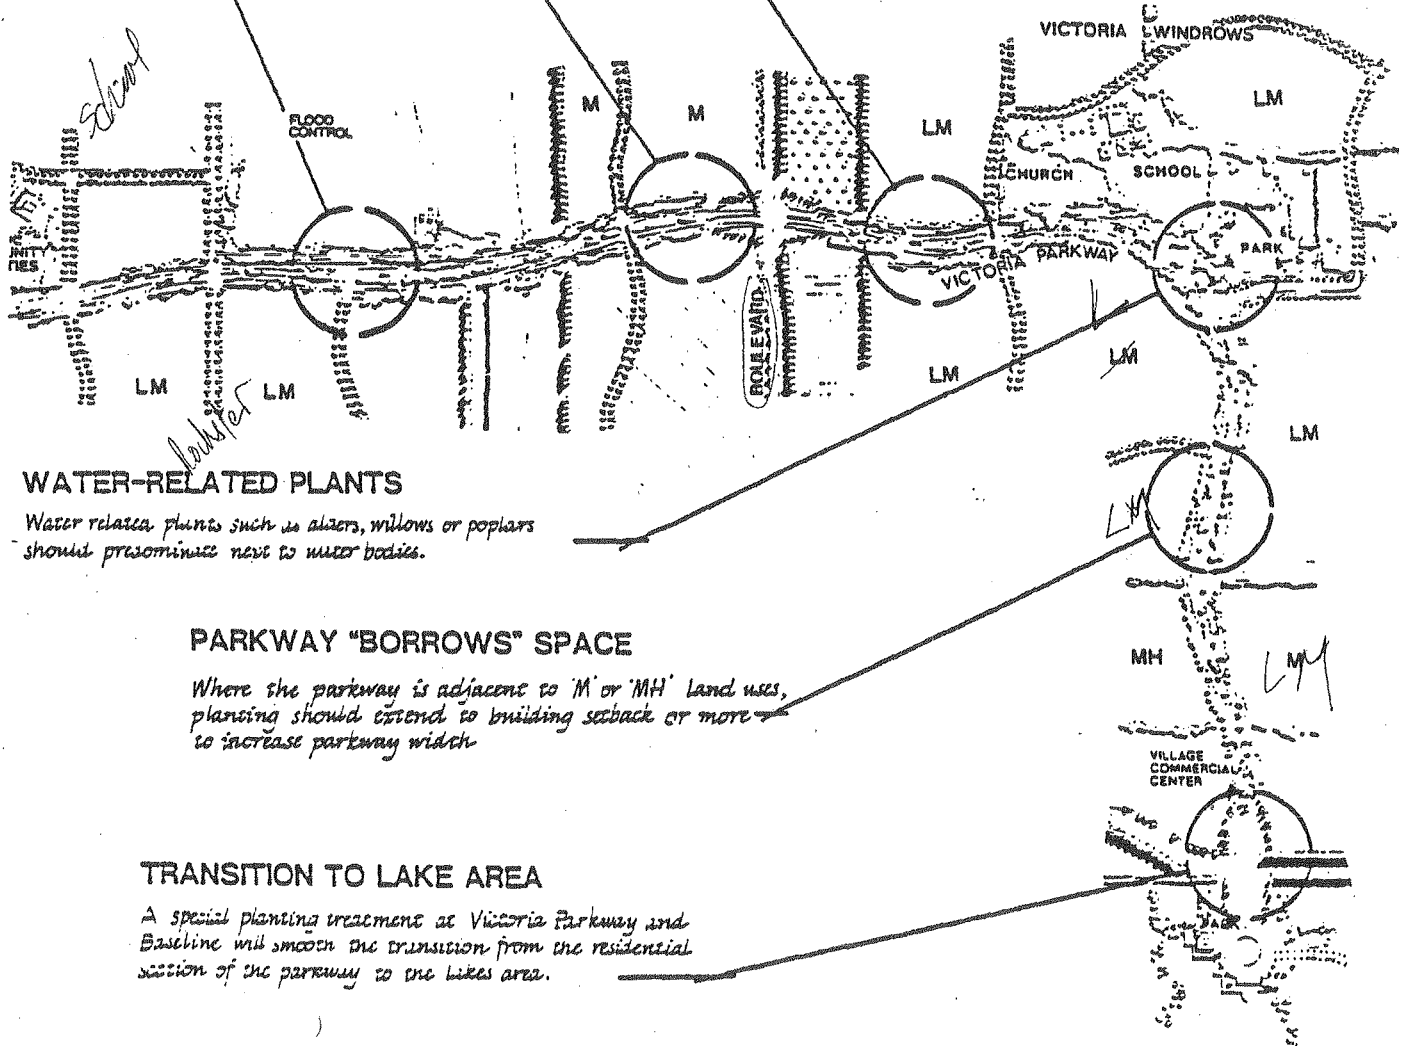 VICTORIA WINDROWS
School
M
M
LM
LM
FLOOD
CONTROL
CHURCH
SCHOOL
PARK
VICTORIA PARKWAY
BOULEVARD
LM
LM
LM
LM
LM
Rochester
WATER-RELATED PLANTS
Water related plants such as alders, willows or poplars
should predominate next to water bodies.
LM
PARKWAY "BORROWS" SPACE
Where the parkway is adjacent to 'M' or 'MH' land uses,
planting should extend to building setback or more
to increase parkway width
MH
M
LM
VILLAGE
COMMERCIAL
CENTER
TRANSITION TO LAKE AREA
A special planting treatment at Victoria Parkway and
Baseline will smooth the transition from the residential
section of the parkway to the lakes area.
PARK